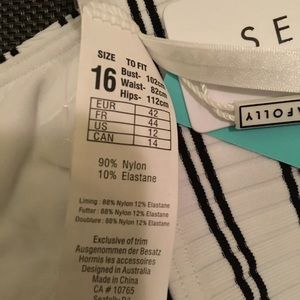 SE
AFOLLY
SIZE TO FIT
16 Bust- 102cm
Waist- 82cm
Hips- 112cm
EUR 42
FR 44
US 12
CAN 14
90% Nylon
10% Elastane
Lining : 88% Nylon 12% Elastane
Futter : 88% Nylon 12% Elastane
Doublure : 88% Nylon 12% Elastane
Exclusive of trim
Ausgenommen der Besatz
Hormis les accessoires
Designed in Australia
Made in China
CA # 10765
Seafolly P/L